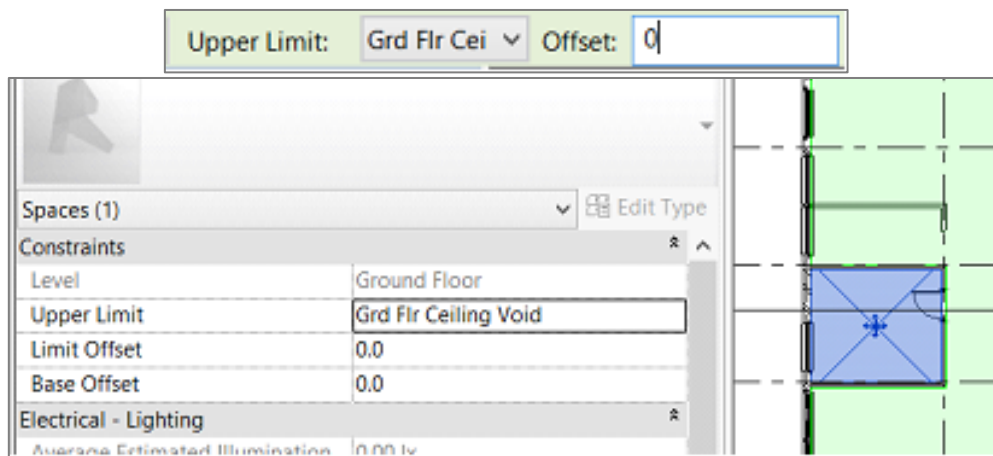 Upper Limit: Grd Flr Cei Offset: 0
Spaces (1) Edit Type
Constraints
Level Ground Floor
Upper Limit Grd Flr Ceiling Void
Limit Offset 0.0
Base Offset 0.0
Electrical - Lighting
Average Estimated Illumination 0.00 lx